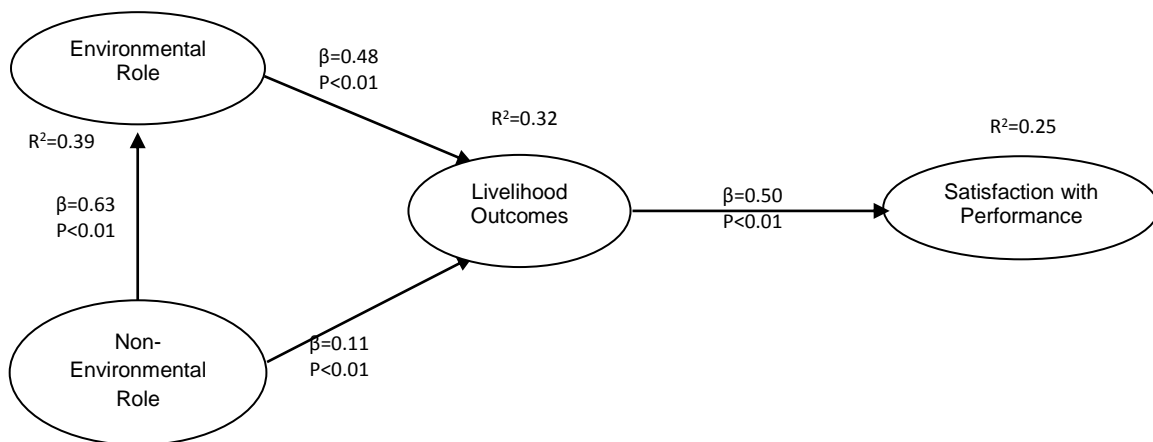 Environmental
Role
β=0.48
P<0.01
R²=0.39
R²=0.32
R²=0.25
Livelihood
Outcomes
β=0.50
P<0.01
Satisfaction with
Performance
β=0.63
P<0.01
Non-
Environmental
Role
β=0.11
P<0.01